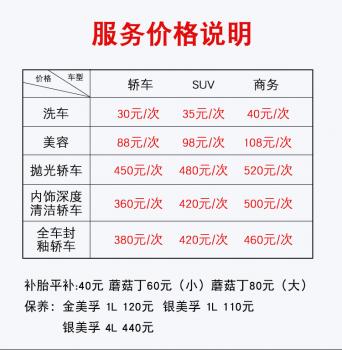 服务价格说明
价格 车型 轿车 SUV 商务
洗车 30元/次 35元/次 40元/次
美容 88元/次 98元/次 108元/次
抛光轿车 450元/次 480元/次 520元/次
内饰深度
清洁轿车 360元/次 420元/次 500元/次
全车封
釉轿车 380元/次 420元/次 460元/次
补胎平补:40元 蘑菇丁60元（小）蘑菇丁80元（大）
保养：金美孚 1L 120元 银美孚 1L 110元
银美孚 4L 440元